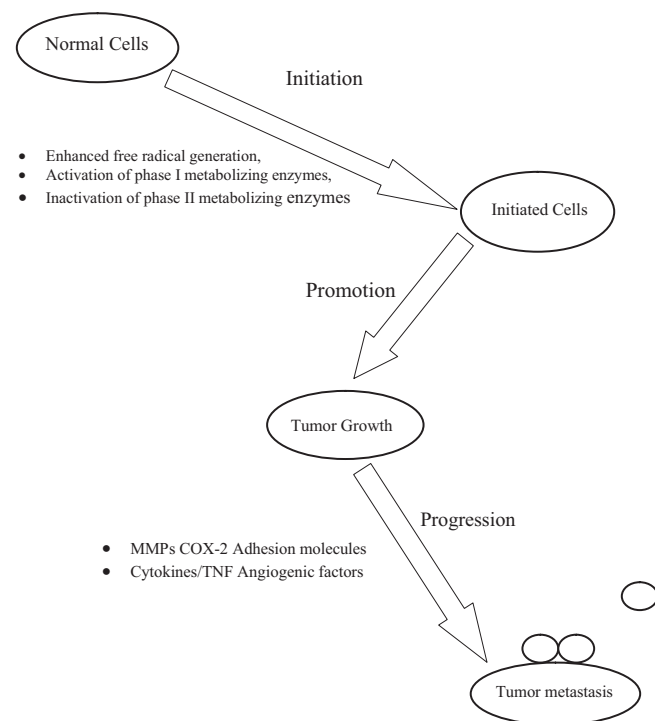 Normal Cells
Initiation
• Enhanced free radical generation,
• Activation of phase I metabolizing enzymes,
• Inactivation of phase II metabolizing enzymes
Initiated Cells
Promotion
Tumor Growth
Progression
• MMPs COX-2 Adhesion molecules
• Cytokines/TNF Angiogenic factors
Tumor metastasis